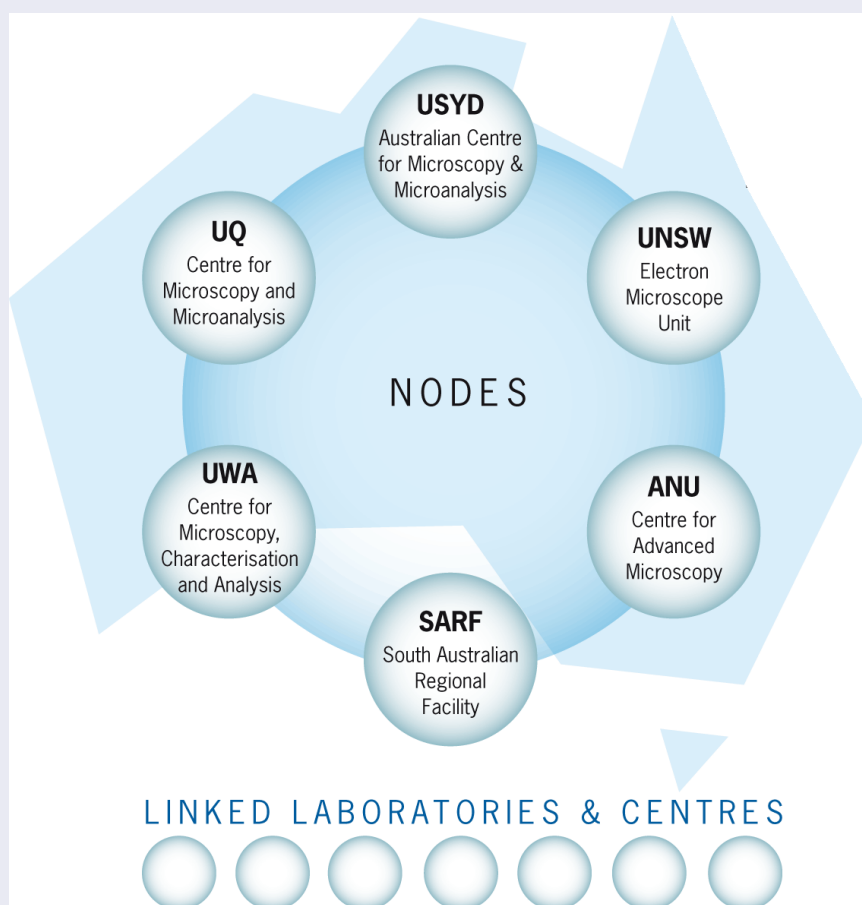 USYD
Australian Centre
for Microscopy &
Microanalysis
UQ
Centre for
Microscopy and
Microanalysis
UNSW
Electron
Microscope
Unit
NODES
UWA
Centre for
Microscopy,
Characterisation
and Analysis
ANU
Centre for
Advanced
Microscopy
SARF
South Australian
Regional
Facility
LINKED LABORATORIES & CENTRES